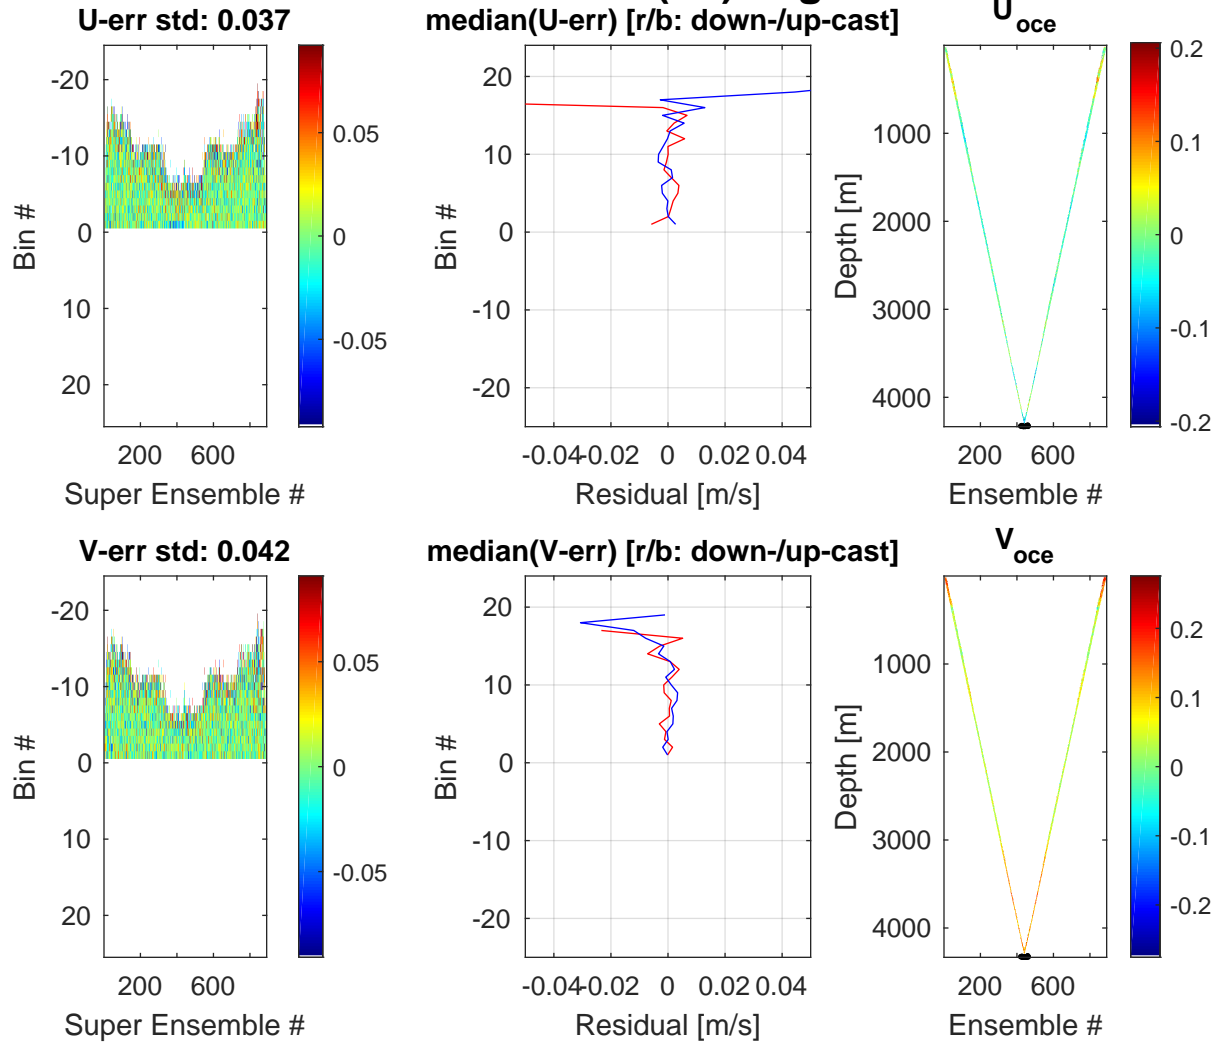 U-err std: 0.037
-20
-10
0
10
20
Bin #
200 600
Super Ensemble #
0.05
0
-0.05
median(U-err) [r/b: down-/up-cast]
20
10
0
-10
-20
Bin #
-0.04 -0.02 0 0.02 0.04
Residual [m/s]
U oce
1000
2000
3000
4000
Depth [m]
Ensemble #
200 600
0.2
0.1
0
-0.1
-0.2
V-err std: 0.042
-20
-10
0
10
20
Bin #
200 600
Super Ensemble #
0.05
0
-0.05
median(V-err) [r/b: down-/up-cast]
20
10
0
-10
-20
Bin #
-0.04 -0.02 0 0.02 0.04
Residual [m/s]
V oce
1000
2000
3000
4000
Depth [m]
200 600
Ensemble #
0.2
0.1
0
-0.1
-0.2